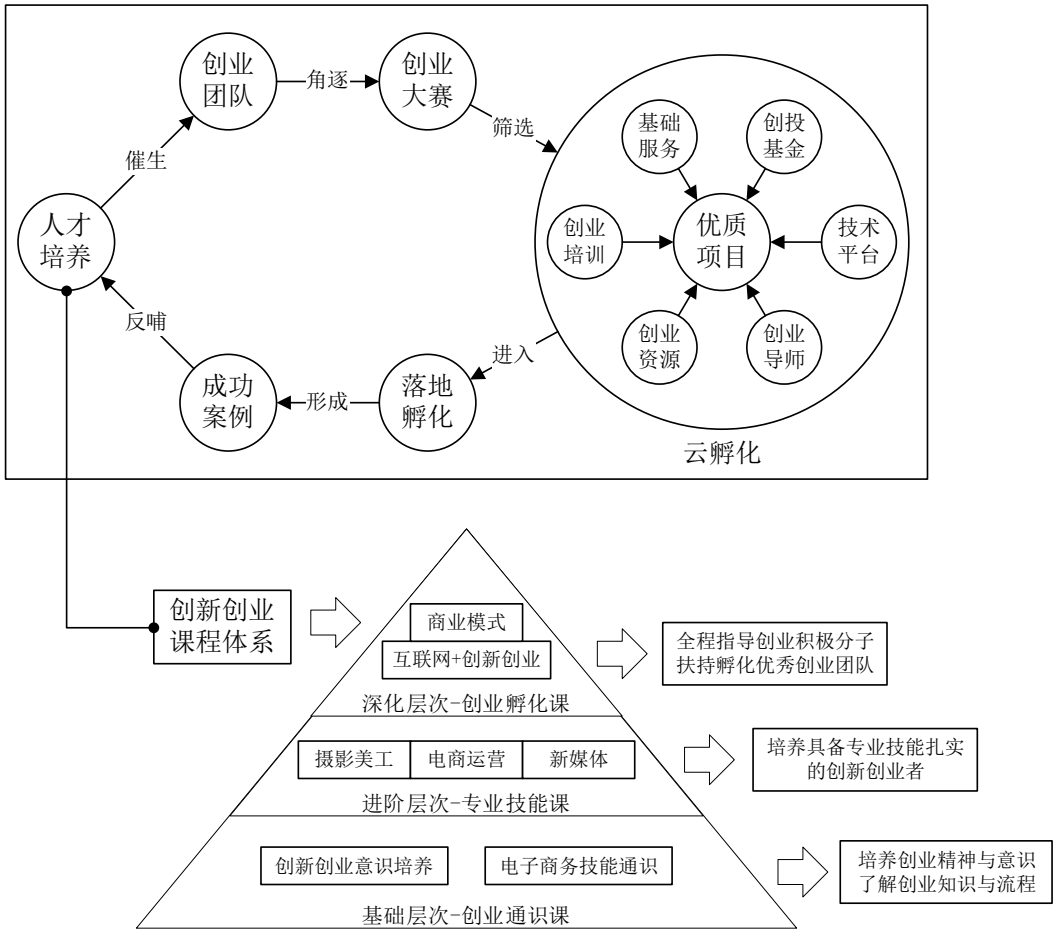 创业
团队
角逐
创业
大赛
筛选
催生
人才
培养
反哺
成功
案例
形成
落地
孵化
进入
基础
服务
创投
基金
创业
培训
优质
项目
技术
平台
创业
资源
创业
导师
云孵化
创新创业
课程体系
商业模式
互联网+创新创业
深化层次-创业孵化课
全程指导创业积极分子
扶持孵化优秀创业团队
摄影美工
电商运营
新媒体
进阶层次-专业技能课
培养具备专业技能扎实
的创新创业者
创新创业意识培养
电子商务技能通识
基础层次-创业通识课
培养创业精神与意识
了解创业知识与流程